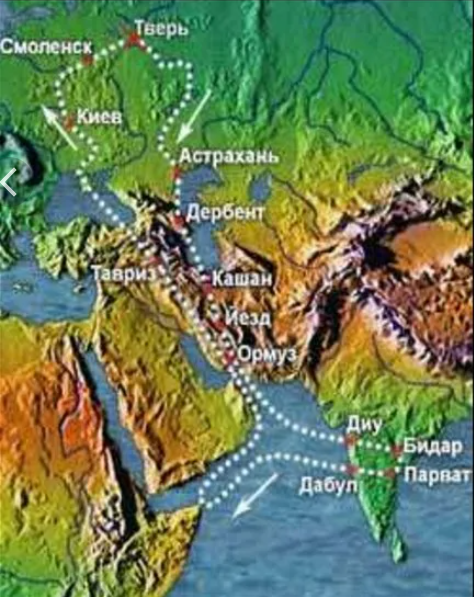 Тверь
Смоленск
Киев
Астрахань
Дербент
Тавриз
Кашан
Йезд
Ормуз
Диу
Бидар
Дабул
Парват